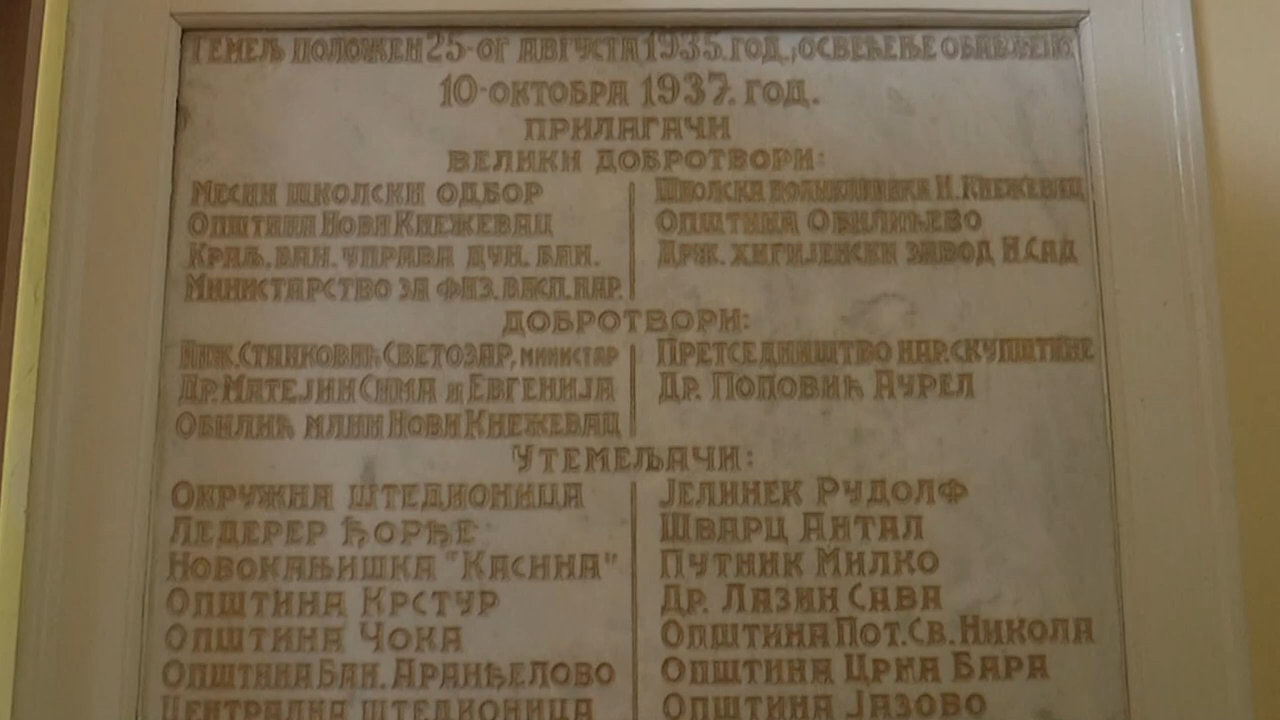 ТЕМЕЉ ПОЛОЖЕН 25-ОГ АВГУСТА 1935. ГОД., ОСВЕЋЕЊЕ ОБАВЉЕНО
10-ОКТОБРА 1937. ГОД.
ПРИЛАГАЧИ
ВЕЛИКИ ДОБРОТВОРИ:
МЕСНИ ШКОЛСКИ ОДБОР
ОПШТИНА НОВИ КНЕЖЕВАЦ
КРАЉ. БАН. УПРАВА ДУН. БАН.
МИНИСТАРСТВО ЗА ФИЗ. ВАСП. НАР.
ШКОЛСКА ПОЛИКЛИНИКА Н. КНЕЖЕВАЦ
ОПШТИНА ОБИЛИЋЕВО
ДРЖ. ХИГИЈЕНСКИ ЗАВОД Н. САД
ДОБРОТВОРИ:
ИНЖ. СТАНКОВИЋ СВЕТОЗАР, МИНИСТАР
ДР. МАТЕЈИН СИМА И ЕВГЕНИЈА
ОБИЛИЋ МЛИН НОВИ КНЕЖЕВАЦ
ПРЕТСЕДНИШТВО НАР. СКУПШТИНЕ
ДР. ПОПОВИЋ АУРЕЛ
УТЕМЕЉАЧИ:
ОКРУЖНА ШТЕДИОНИЦА
ЛЕДЕРЕР ЂОРЂЕ
НОВОКАЊИШКА "КАСИНА"
ОПШТИНА КРСТУР
ОПШТИНА ЧОКА
ОПШТИНА БАН. АРАНЂЕЛОВО
ЦЕНТРАЛНА ШТЕДИОНИЦА
ЈЕЛИНЕК РУДОЛФ
ШВАРЦ АНТАЛ
ПУТНИК МИЛКО
ДР. ЛАЗИН САВА
ОПШТИНА ПОТ. СВ. НИКОЛА
ОПШТИНА ЦРНА БАРА
ОПШТИНА ЈАЗОВО